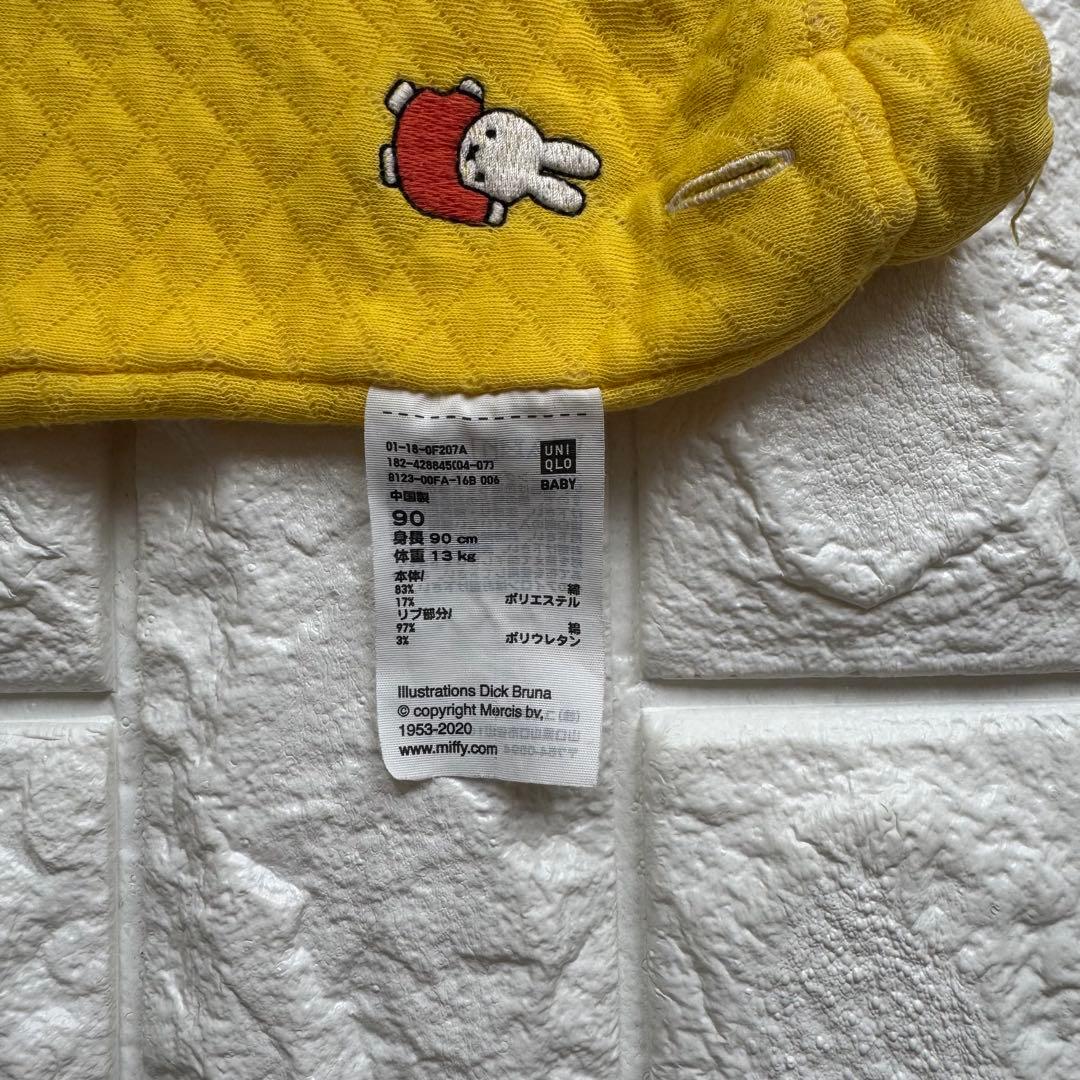 01-18-0F207A
182-428845(04-07)
8123-00FA-16B 006
UNI
QLO
BABY
中国製
90
身長 90 cm
体重 13 kg
本体/
83% 綿
17% ポリエステル
リブ部分/
97% 綿
3% ポリウレタン
Illustrations Dick Bruna
© copyright Mercis bv,
1953-2020
www.miffy.com